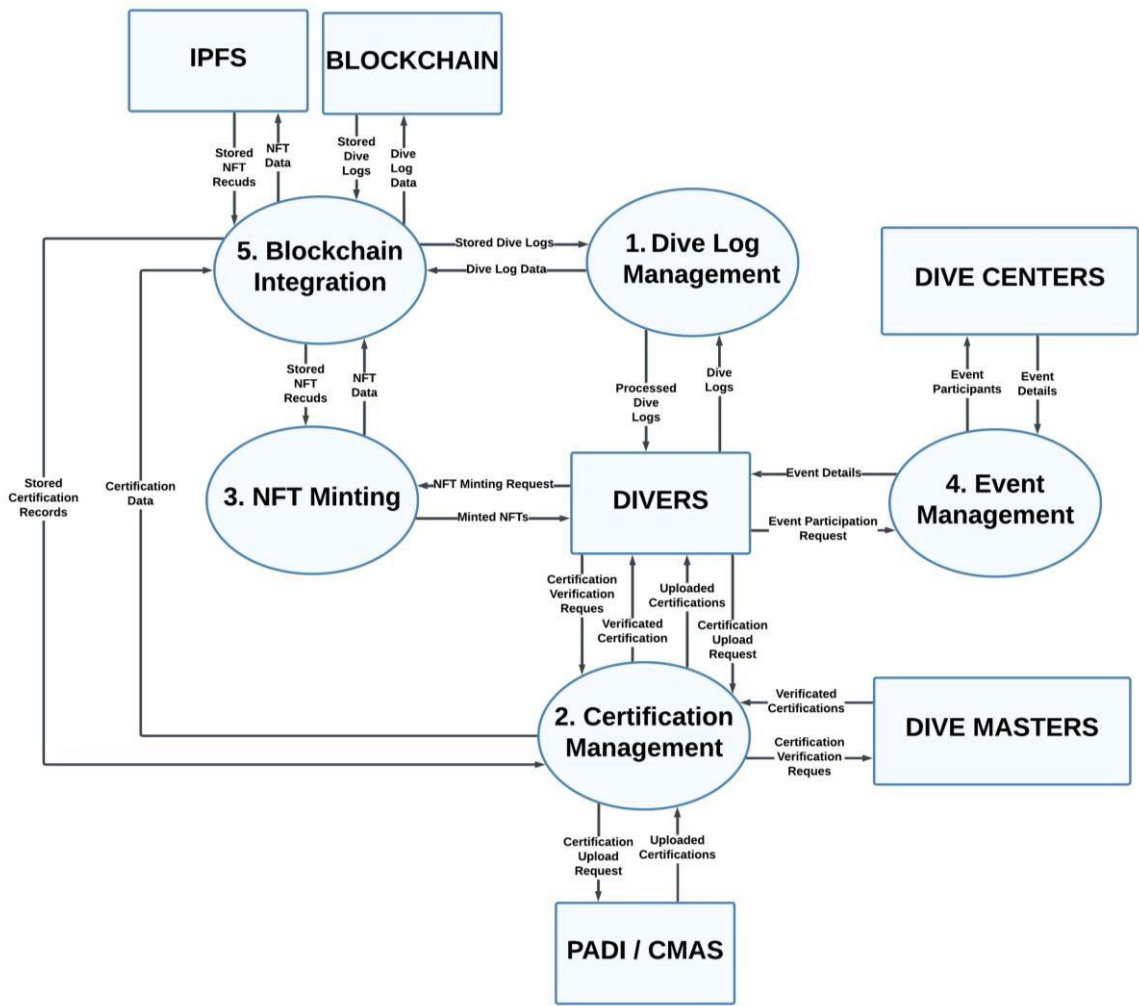 IPFS
BLOCKCHAIN
Stored
NFT
Recuds
NFT
Data
Stored
Dive
Logs
Dive
Log
Data
5. Blockchain
Integration
Stored Dive Logs
Dive Log Data
1. Dive Log
Management
DIVE CENTERS
Stored
NFT
Recuds
NFT
Data
Processed
Dive
Logs
Dive
Logs
Event
Participants
Event
Details
Stored
Certification
Records
Certification
Data
3. NFT Minting
NFT Minting Request
Minted NFTs
DIVERS
Event Details
Event Participation
Request
4. Event
Management
Certification
Verification
Reques
Verificated
Certification
Uploaded
Certifications
Certification
Upload
Request
2. Certification
Management
Verificated
Certifications
Certification
Verification
Reques
DIVE MASTERS
Certification
Upload
Request
Uploaded
Certifications
PADI / CMAS